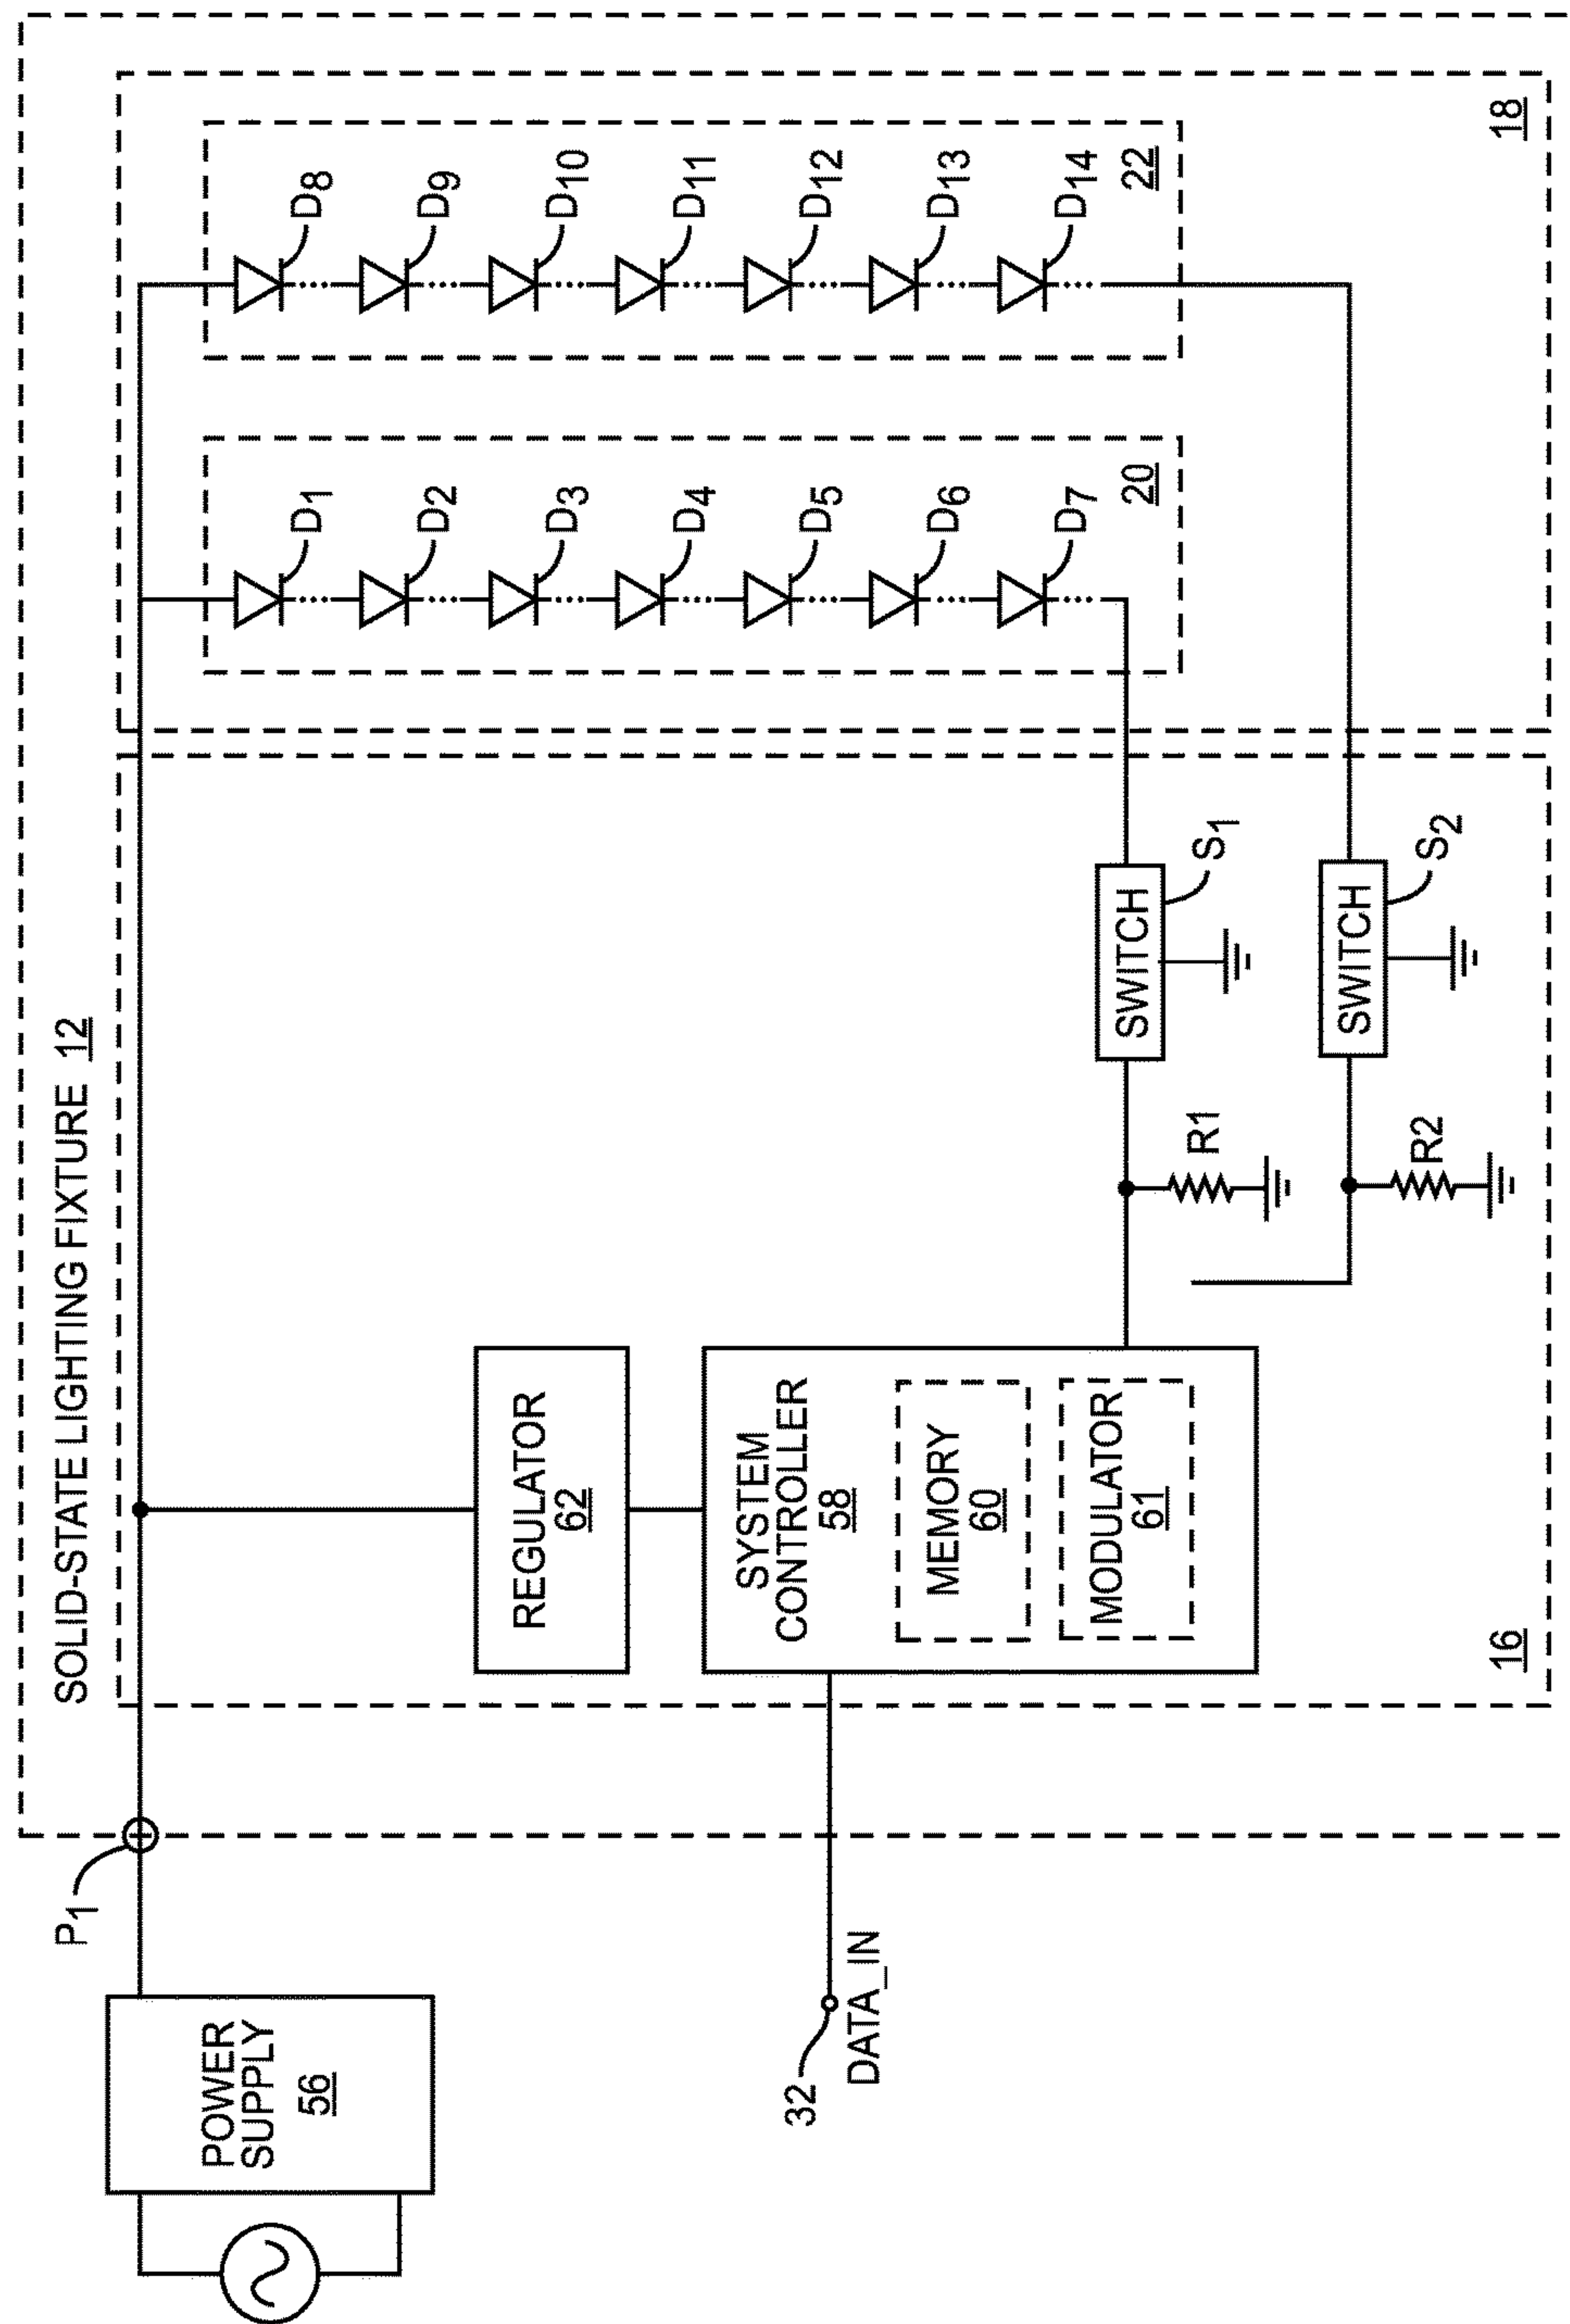 SOLID-STATE LIGHTING FIXTURE 12
P1
POWER
SUPPLY
56
REGULATOR
62
SYSTEM
CONTROLLER
58
MEMORY
60
MODULATOR
61
32
DATA_IN
16
R1
R2
SWITCH
S1
SWITCH
S2
D1
D2
D3
D4
D5
D6
D7
20
D8
D9
D10
D11
D12
D13
D14
22
18